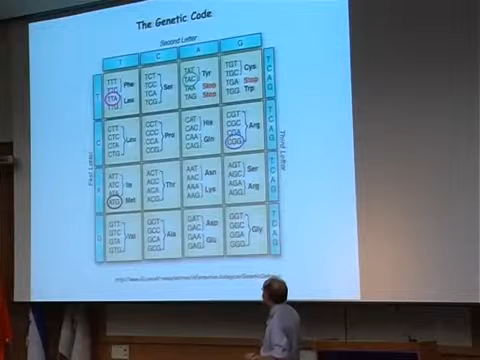 The Genetic Code
Second Letter
T C A G
First Letter
T
TTT
TTC
Phe
TTA
TTG
Leu
TCT
TCC
TCA
TCG
Ser
TAT
TAC
Tyr
TAA Stop
TAG Stop
TGT
TGC
Cys
TGA Stop
TGG Trp
T
C
A
G
C
CTT
CTC
CTA
CTG
Leu
CCT
CCC
CCA
CCG
Pro
CAT
CAC
His
CAA
CAG
Gln
CGT
CGC
CGA
CGG
Arg
T
C
A
G
A
ATT
ATC
ATA
Ile
ATG Met
ACT
ACC
ACA
ACG
Thr
AAT
AAC
Asn
AAA
AAG
Lys
AGT
AGC
Ser
AGA
AGG
Arg
T
C
A
G
G
GTT
GTC
GTA
GTG
Val
GCT
GCC
GCA
GCG
Ala
GAT
GAC
Asp
GAA
GAG
Glu
GGT
GGC
GGA
GGG
Gly
T
C
A
G
Third Letter